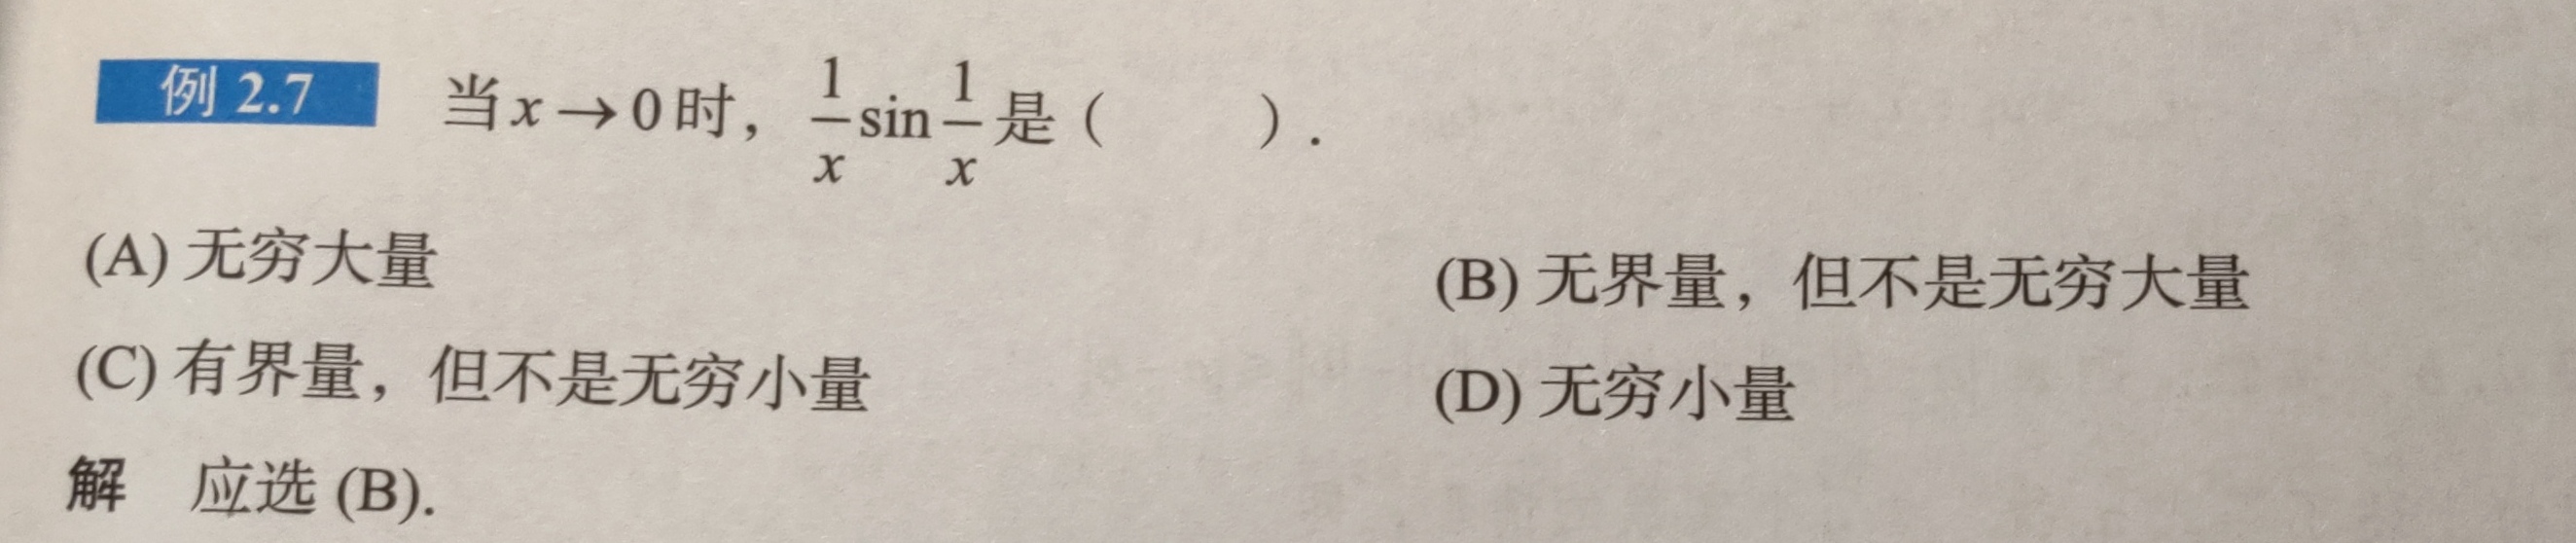 例 2.7 当 x → 0 时，$\frac{1}{x}\sin\frac{1}{x}$ 是（ ）.
(A) 无穷大量 (B) 无界量，但不是无穷大量
(C) 有界量，但不是无穷小量 (D) 无穷小量
解 应选 (B).